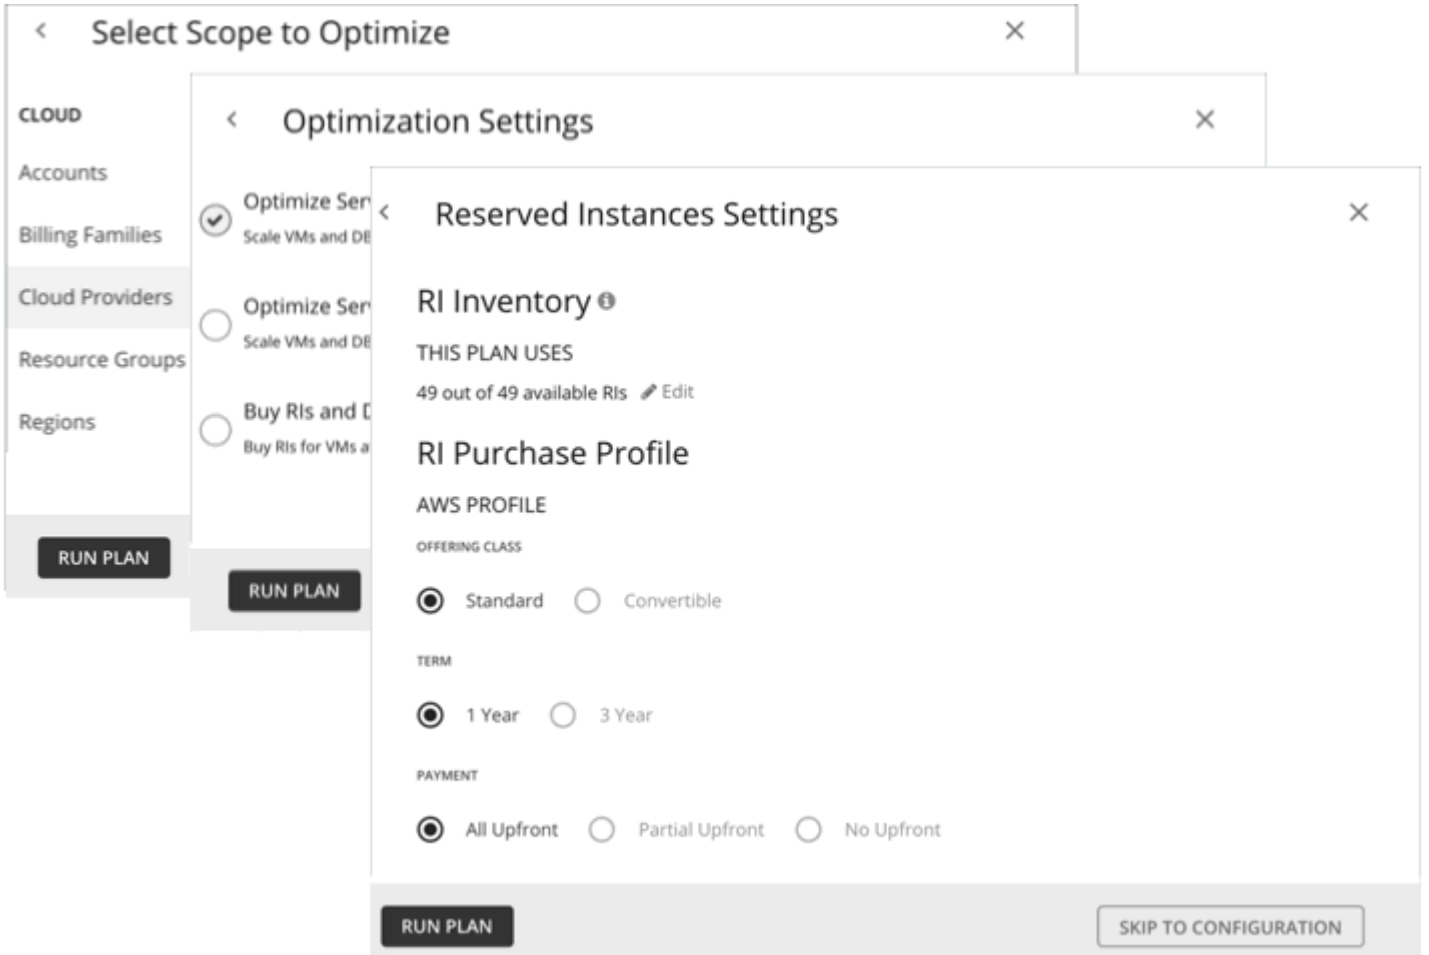 Select Scope to Optimize
CLOUD
Accounts
Billing Families
Cloud Providers
Resource Groups
Regions
RUN PLAN
Optimization Settings
Optimize Ser
Scale VMs and DB
Optimize Ser
Scale VMs and DB
Buy RIs and
Buy RIs for VMs a
RUN PLAN
Reserved Instances Settings
RI Inventory
THIS PLAN USES
49 out of 49 available RIs Edit
RI Purchase Profile
AWS PROFILE
OFFERING CLASS
Standard Convertible
TERM
1 Year 3 Year
PAYMENT
All Upfront Partial Upfront No Upfront
RUN PLAN SKIP TO CONFIGURATION